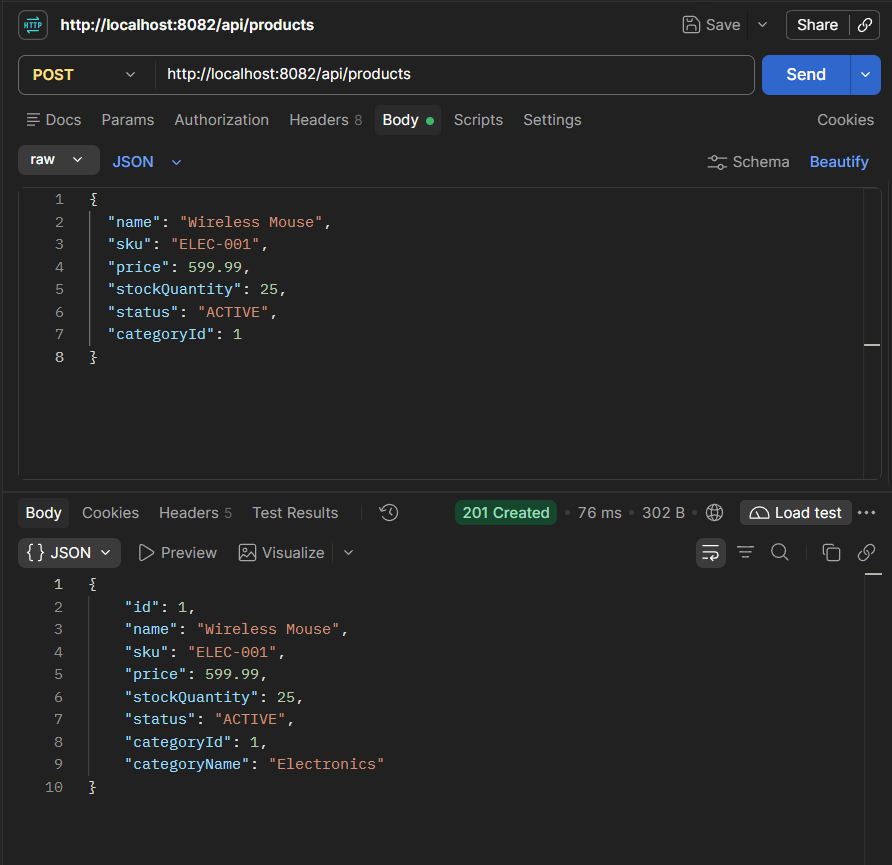 HTTP http://localhost:8082/api/products Save Share
POST http://localhost:8082/api/products Send
Docs Params Authorization Headers 8 Body Scripts Settings Cookies
raw JSON Schema Beautify
1 {
2 "name": "Wireless Mouse",
3 "sku": "ELEC-001",
4 "price": 599.99,
5 "stockQuantity": 25,
6 "status": "ACTIVE",
7 "categoryId": 1
8 }
Body Cookies Headers 5 Test Results 201 Created • 76 ms • 302 B • Load test
{} JSON Preview Visualize
1 {
2 "id": 1,
3 "name": "Wireless Mouse",
4 "sku": "ELEC-001",
5 "price": 599.99,
6 "stockQuantity": 25,
7 "status": "ACTIVE",
8 "categoryId": 1,
9 "categoryName": "Electronics"
10 }